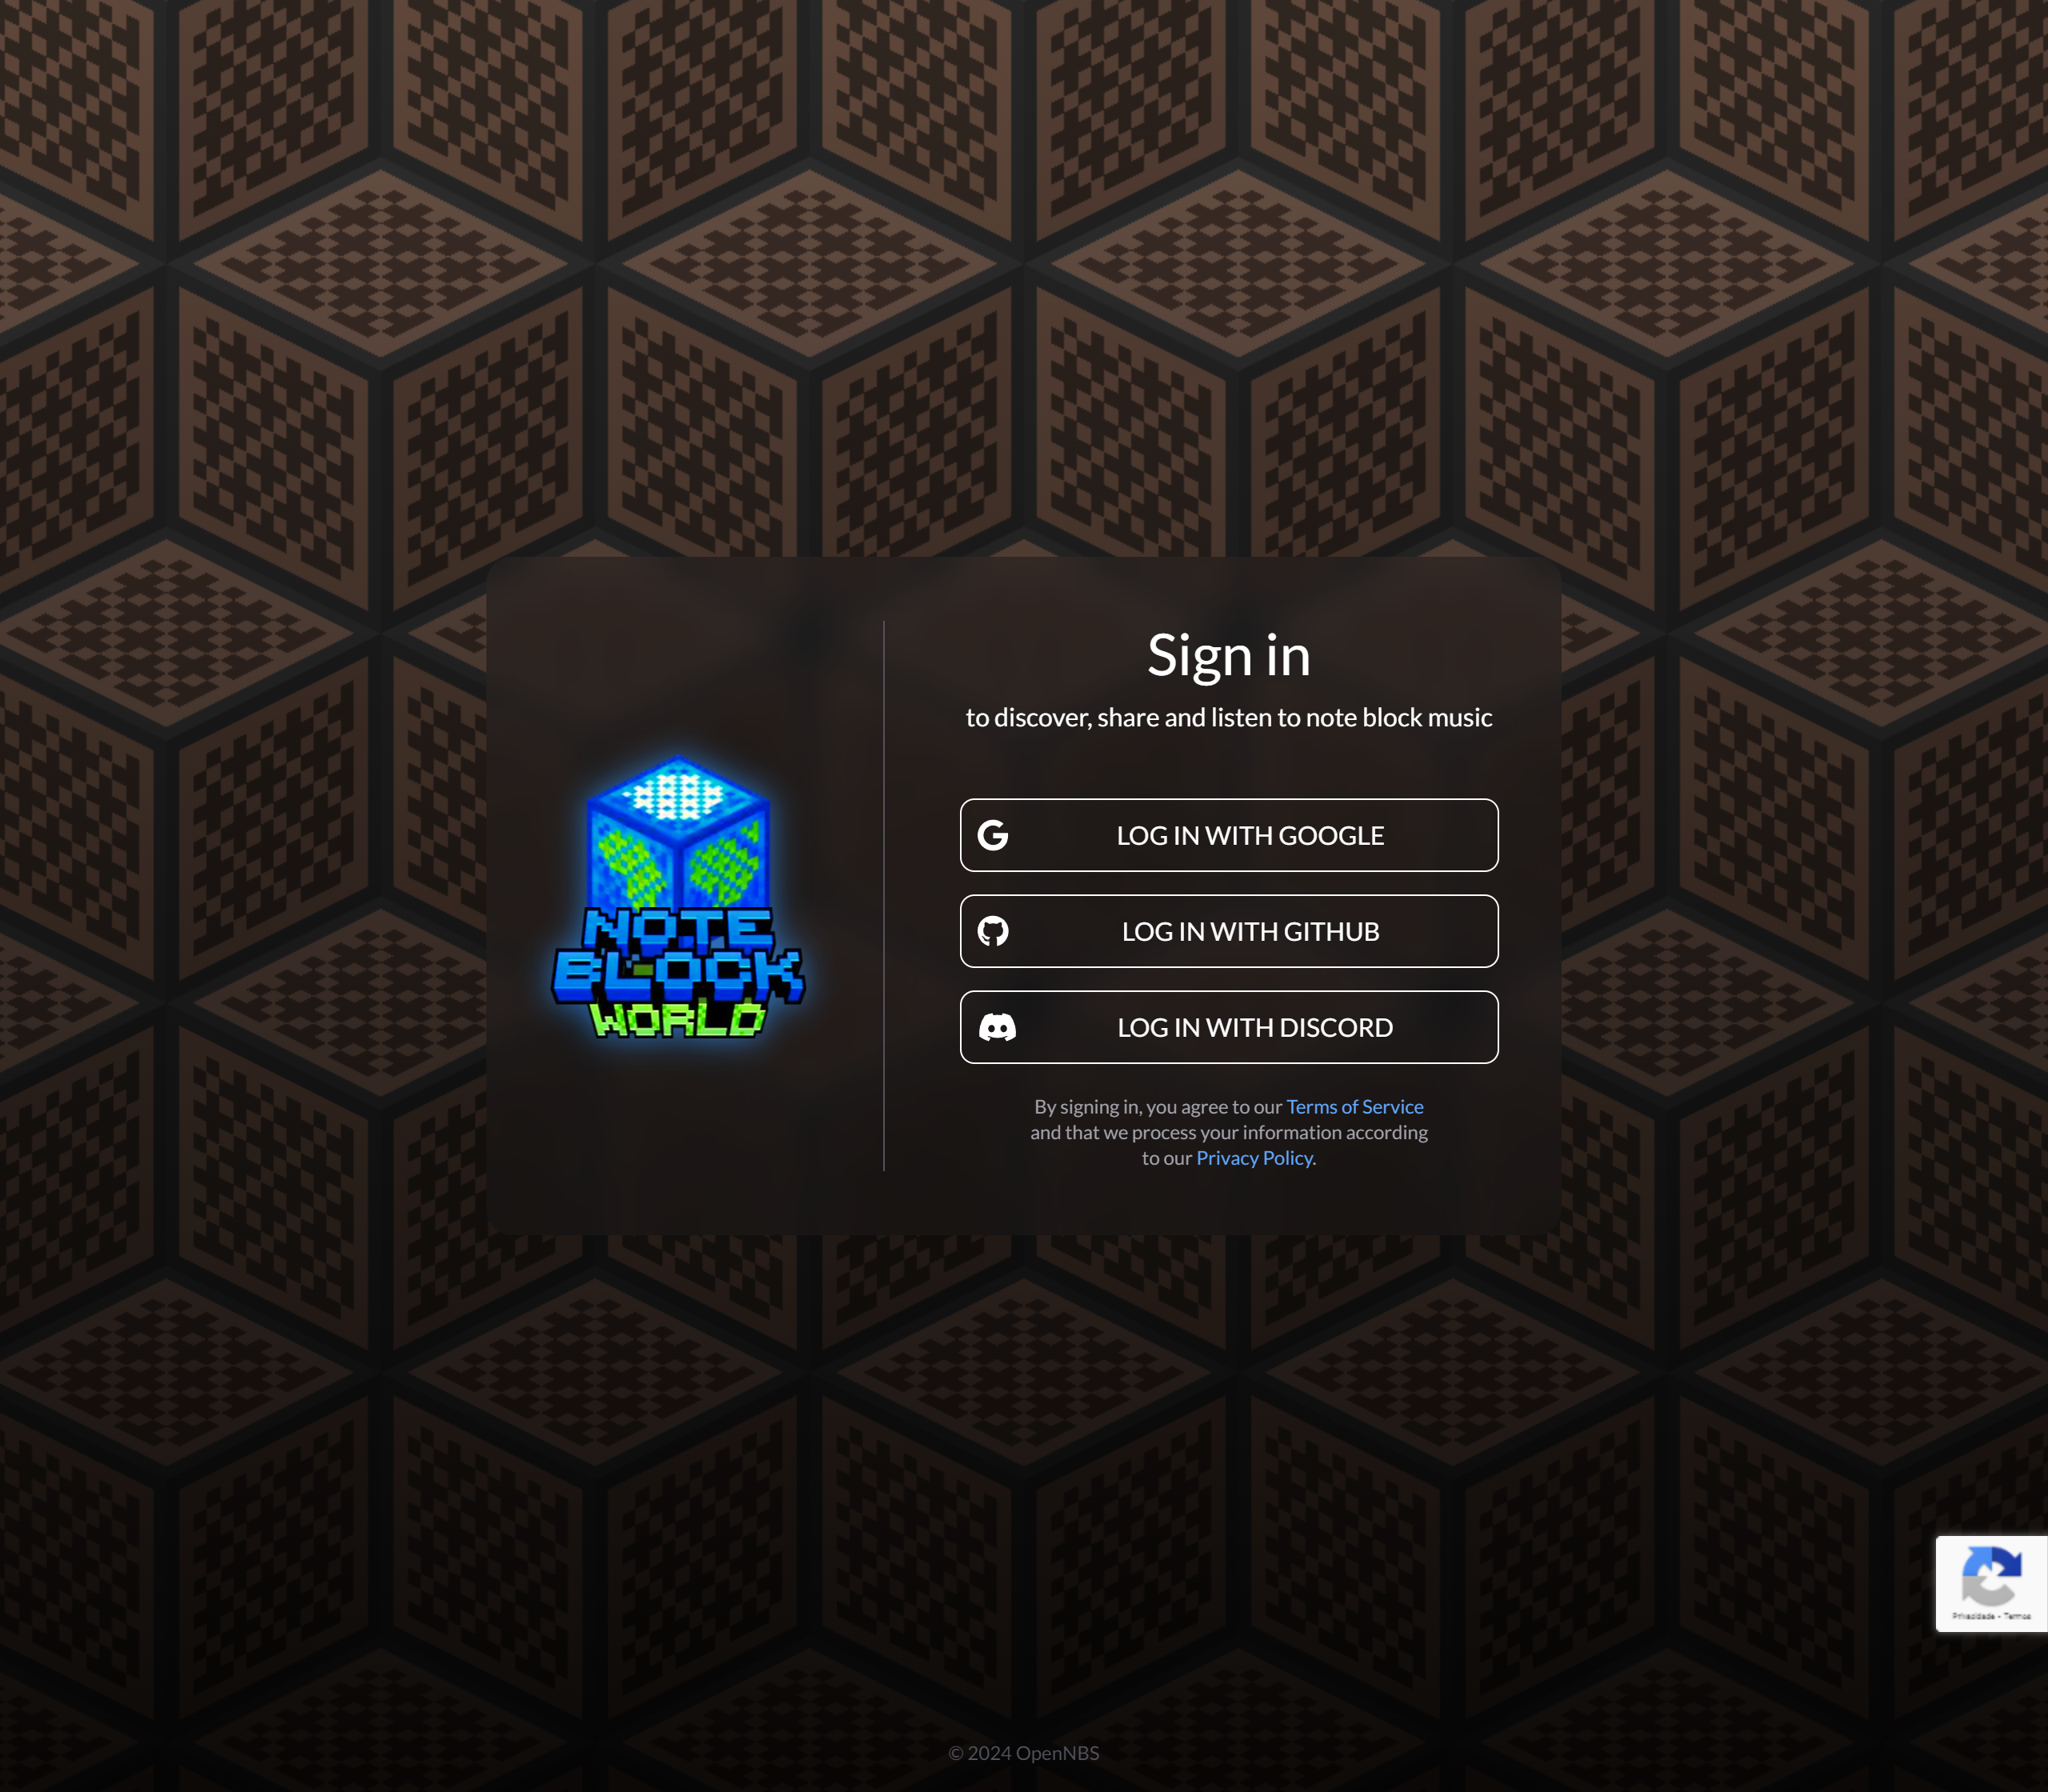 NOTE
BLOCK
WORLD
Sign in
to discover, share and listen to note block music
LOG IN WITH GOOGLE
LOG IN WITH GITHUB
LOG IN WITH DISCORD
By signing in, you agree to our Terms of Service
and that we process your information according
to our Privacy Policy.
Privacidade - Termos
© 2024 OpenNBS